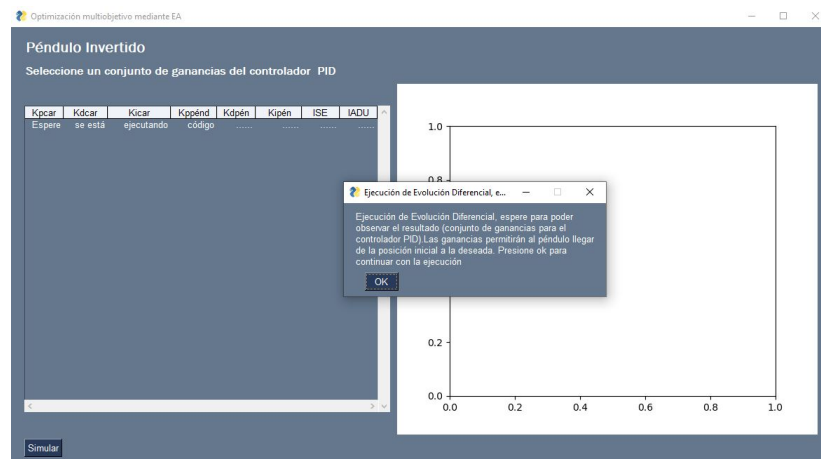 Optimización multiobjetivo mediante EA
Péndulo Invertido
Seleccione un conjunto de ganancias del controlador PID
Kpcar Kdcar Kicar Kppénd Kdpén Kipén ISE IADU
Espere se está ejecutando código ...... ...... ...... ......
1.0
0.8
Ejecución de Evolución Diferencial, e...
Ejecución de Evolución Diferencial, espere para poder
observar el resultado (conjunto de ganancias para el
controlador PID).Las ganancias permitirán al péndulo llegar
de la posición inicial a la deseada. Presione ok para
continuar con la ejecución
OK
0.2
0.0
0.0 0.2 0.4 0.6 0.8 1.0
Simular